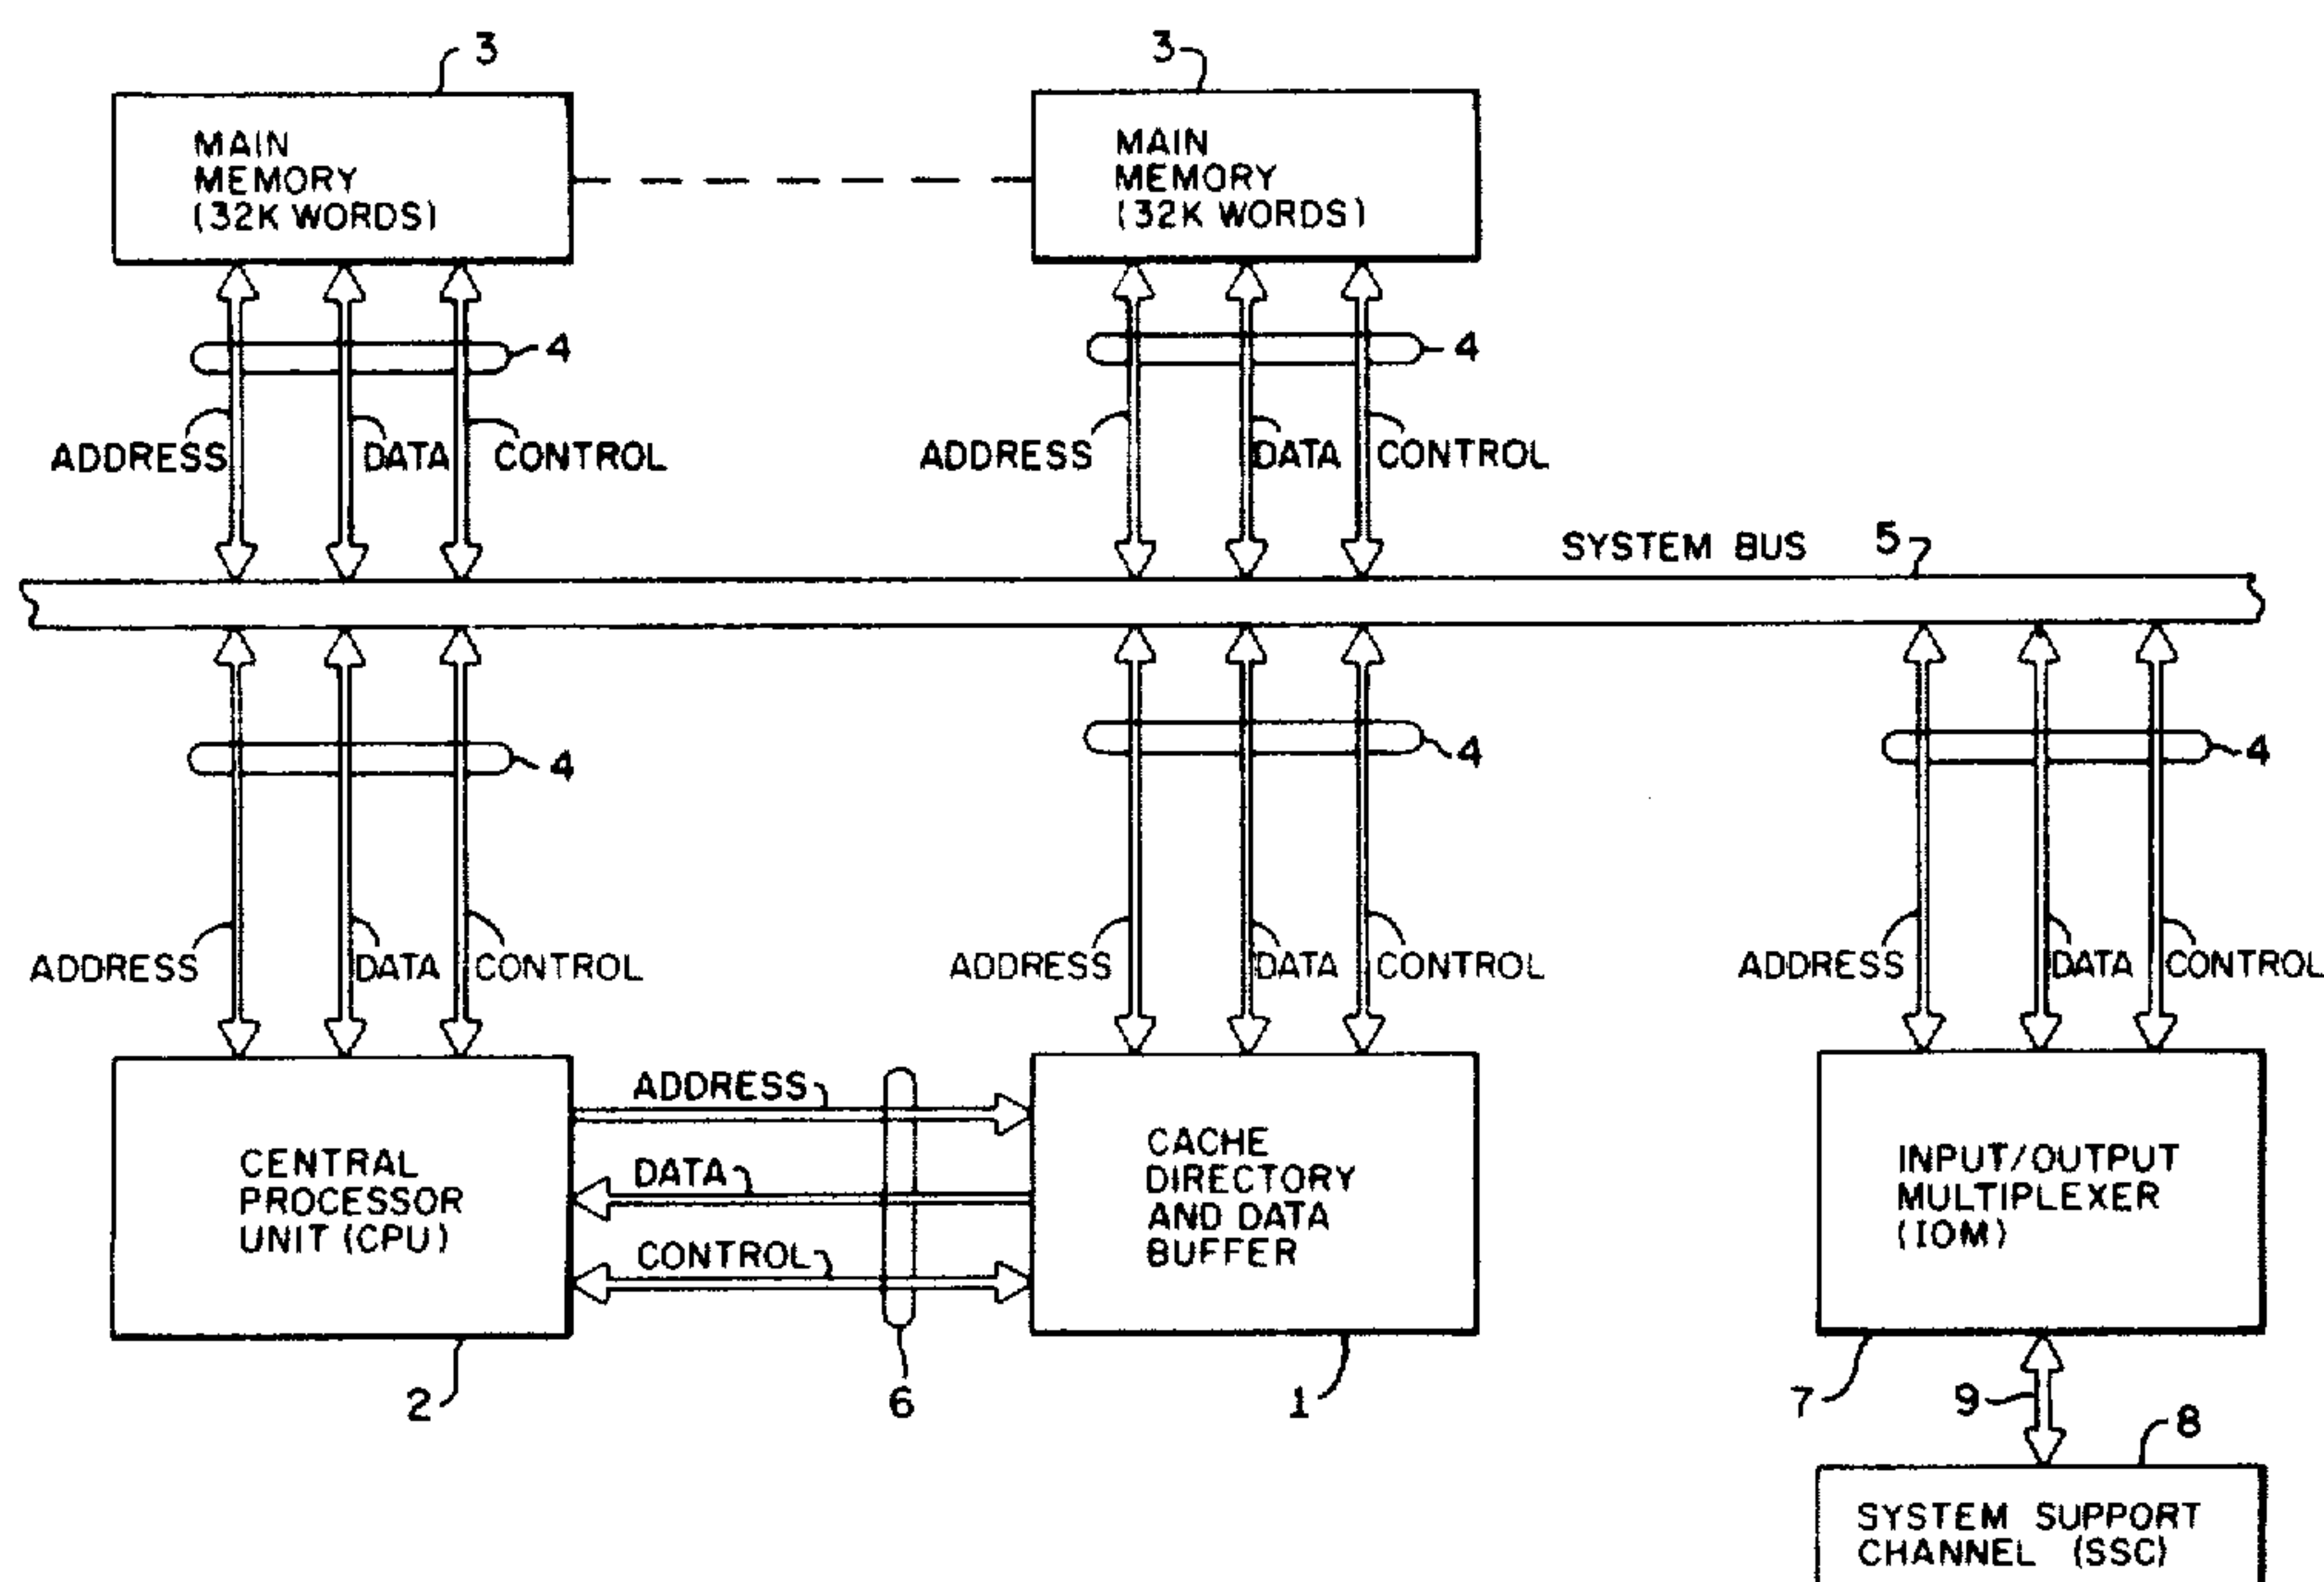 3
3
MAIN
MEMORY
(32K WORDS)
MAIN
MEMORY
(32K WORDS)
4
4
ADDRESS DATA CONTROL
ADDRESS DATA CONTROL
SYSTEM BUS 5
4
4
4
ADDRESS DATA CONTROL
ADDRESS DATA CONTROL
ADDRESS DATA CONTROL
CENTRAL
PROCESSOR
UNIT (CPU)
ADDRESS
DATA
CONTROL
CACHE
DIRECTORY
AND DATA
BUFFER
INPUT/OUTPUT
MULTIPLEXER
(IOM)
2
6
1
7
9
8
SYSTEM SUPPORT
CHANNEL (SSC)